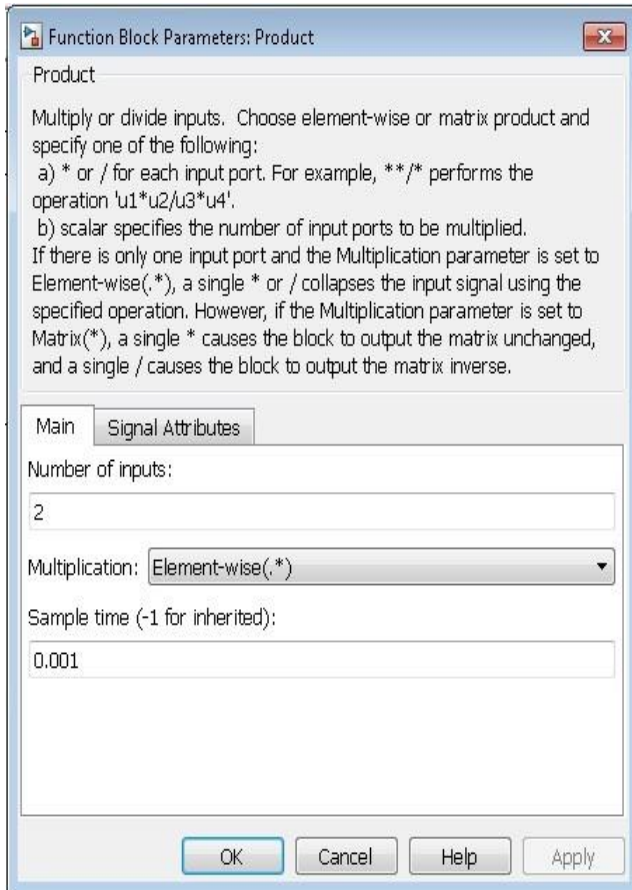 Function Block Parameters: Product
Product
Multiply or divide inputs.  Choose element-wise or matrix product and
specify one of the following:
a) * or / for each input port. For example, **/* performs the
operation 'u1*u2/u3*u4'.
b) scalar specifies the number of input ports to be multiplied.
If there is only one input port and the Multiplication parameter is set to
Element-wise(.*), a single * or / collapses the input signal using the
specified operation. However, if the Multiplication parameter is set to
Matrix(*), a single * causes the block to output the matrix unchanged,
and a single / causes the block to output the matrix inverse.
Main Signal Attributes
Number of inputs:
2
Multiplication: Element-wise(.*)
Sample time (-1 for inherited):
0.001
OK Cancel Help Apply